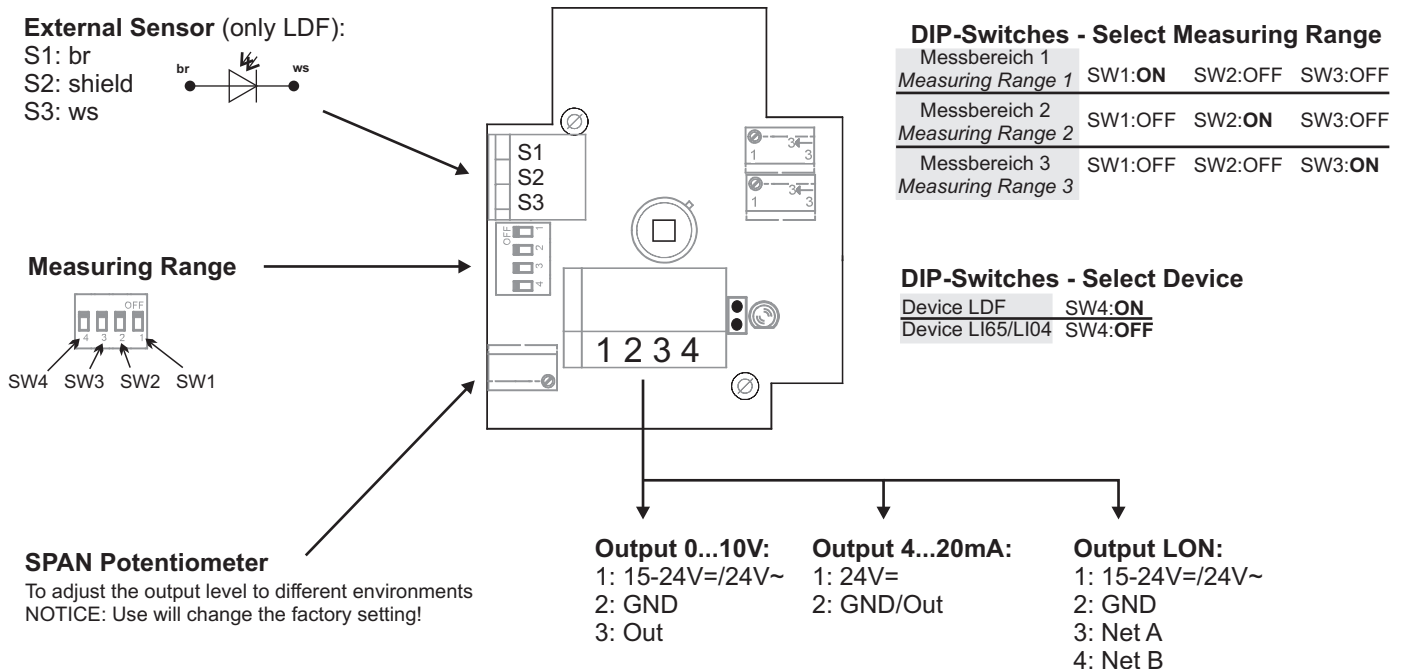 External Sensor (only LDF):
S1: br
S2: shield
S3: ws
br
ws
S1
S2
S3
OFF
1
2
3
4
1
3
3
1
3
3
1 2 3 4
Measuring Range
OFF
4 3 2 1
SW4 SW3 SW2 SW1
SPAN Potentiometer
To adjust the output level to different environments
NOTICE: Use will change the factory setting!
DIP-Switches - Select Measuring Range
Messbereich 1
Measuring Range 1
SW1:ON SW2:OFF SW3:OFF
Messbereich 2
Measuring Range 2
SW1:OFF SW2:ON SW3:OFF
Messbereich 3
Measuring Range 3
SW1:OFF SW2:OFF SW3:ON
DIP-Switches - Select Device
Device LDF SW4:ON
Device LI65/LI04 SW4:OFF
Output 0...10V:
1: 15-24V=/24V~
2: GND
3: Out
Output 4...20mA:
1: 24V=
2: GND/Out
Output LON:
1: 15-24V=/24V~
2: GND
3: Net A
4: Net B